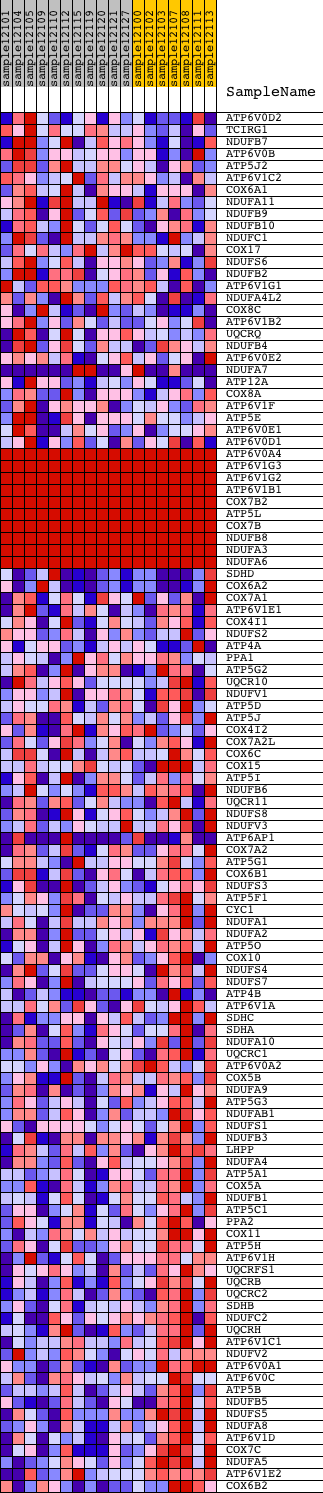 sample12101
sample12104
sample12105
sample12109
sample12110
sample12112
sample12115
sample12119
sample12120
sample12121
sample12127
sample12100
sample12102
sample12103
sample12107
sample12108
sample12111
sample12113
SampleName
ATP6V0D2
TCIRG1
NDUFB7
ATP6V0B
ATP5J2
ATP6V1C2
COX6A1
NDUFA11
NDUFB9
NDUFB10
NDUFC1
COX17
NDUFS6
NDUFB2
ATP6V1G1
NDUFA4L2
COX8C
ATP6V1B2
UQCRQ
NDUFB4
ATP6V0E2
NDUFA7
ATP12A
COX8A
ATP6V1F
ATP5E
ATP6V0E1
ATP6V0D1
ATP6V0A4
ATP6V1G3
ATP6V1G2
ATP6V1B1
COX7B2
ATP5L
COX7B
NDUFB8
NDUFA3
NDUFA6
SDHD
COX6A2
COX7A1
ATP6V1E1
COX4I1
NDUFS2
ATP4A
PPA1
ATP5G2
UQCR10
NDUFV1
ATP5D
ATP5J
COX4I2
COX7A2L
COX6C
COX15
ATP5I
NDUFB6
UQCR11
NDUFS8
NDUFV3
ATP6AP1
COX7A2
ATP5G1
COX6B1
NDUFS3
ATP5F1
CYC1
NDUFA1
NDUFA2
ATP5O
COX10
NDUFS4
NDUFS7
ATP4B
ATP6V1A
SDHC
SDHA
NDUFA10
UQCRC1
ATP6V0A2
COX5B
NDUFA9
ATP5G3
NDUFAB1
NDUFS1
NDUFB3
LHPP
NDUFA4
ATP5A1
COX5A
NDUFB1
ATP5C1
PPA2
COX11
ATP5H
ATP6V1H
UQCRFS1
UQCRB
UQCRC2
SDHB
NDUFC2
UQCRH
ATP6V1C1
NDUFV2
ATP6V0A1
ATP6V0C
ATP5B
NDUFB5
NDUFS5
NDUFA8
ATP6V1D
COX7C
NDUFA5
ATP6V1E2
COX6B2